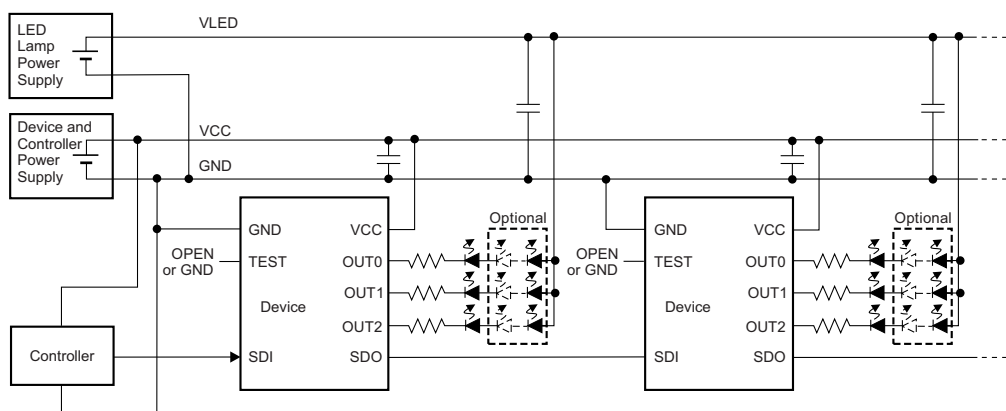 LED
Lamp
Power
Supply
VLED
Device and
Controller
Power
Supply
VCC
GND
GND
VCC
OPEN
or GND
TEST
OUT0
OUT1
Device
OUT2
SDI
SDO
Optional
GND
VCC
OPEN
or GND
TEST
OUT0
OUT1
Device
OUT2
SDI
SDO
Optional
Controller